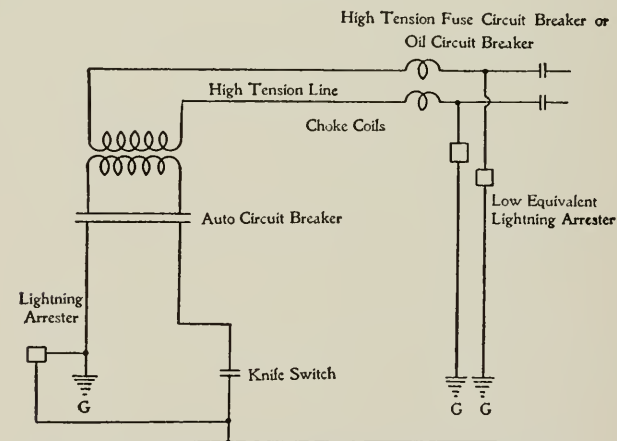 High Tension Fuse Circuit Breaker or
Oil Circuit Breaker
High Tension Line
Choke Coils
Auto Circuit Breaker
Low Equivalent
Lightning Arrester
Lightning
Arrester
Knife Switch
G
G
G